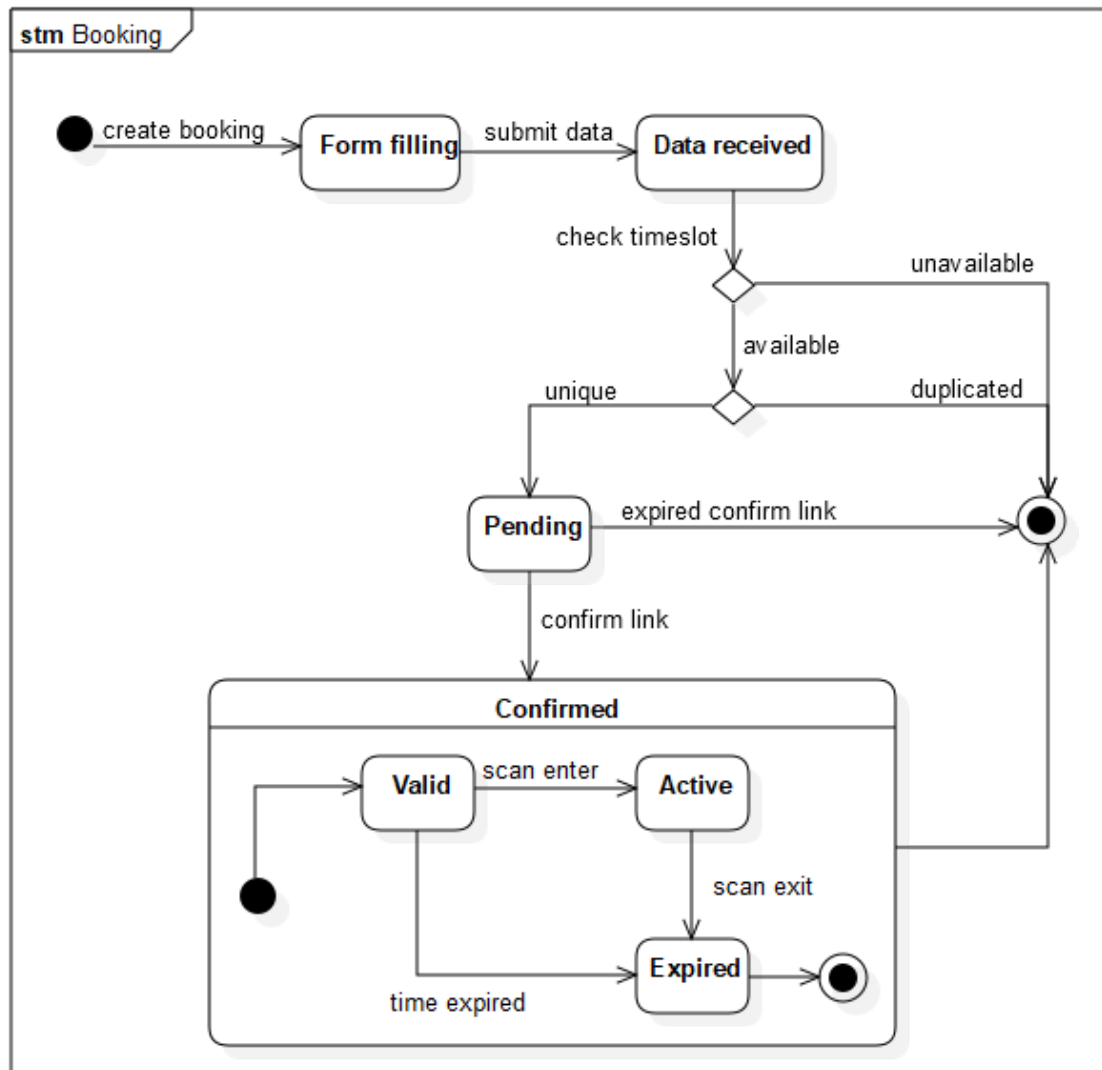 stm Booking
create booking
Form filling
submit data
Data received
check timeslot
unavailable
available
unique
duplicated
Pending
expired confirm link
confirm link
Confirmed
Valid
scan enter
Active
scan exit
Expired
time expired